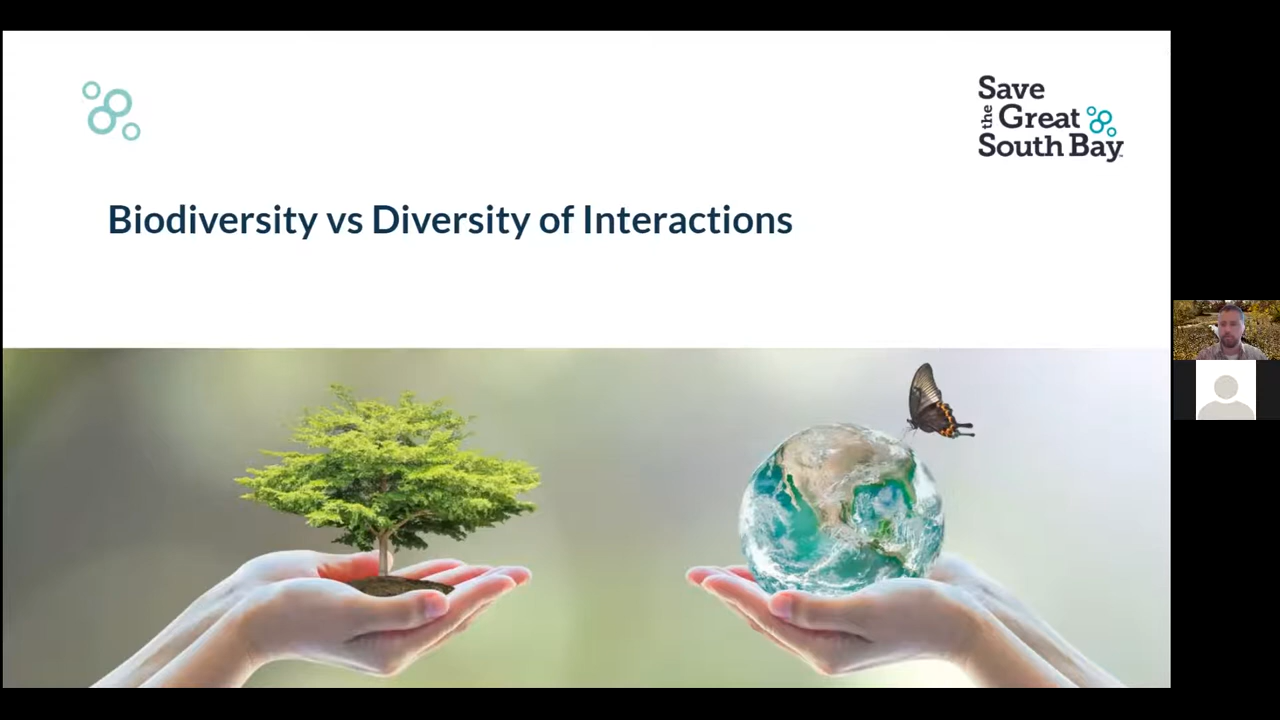 Save
the Great
South Bay
Biodiversity vs Diversity of Interactions